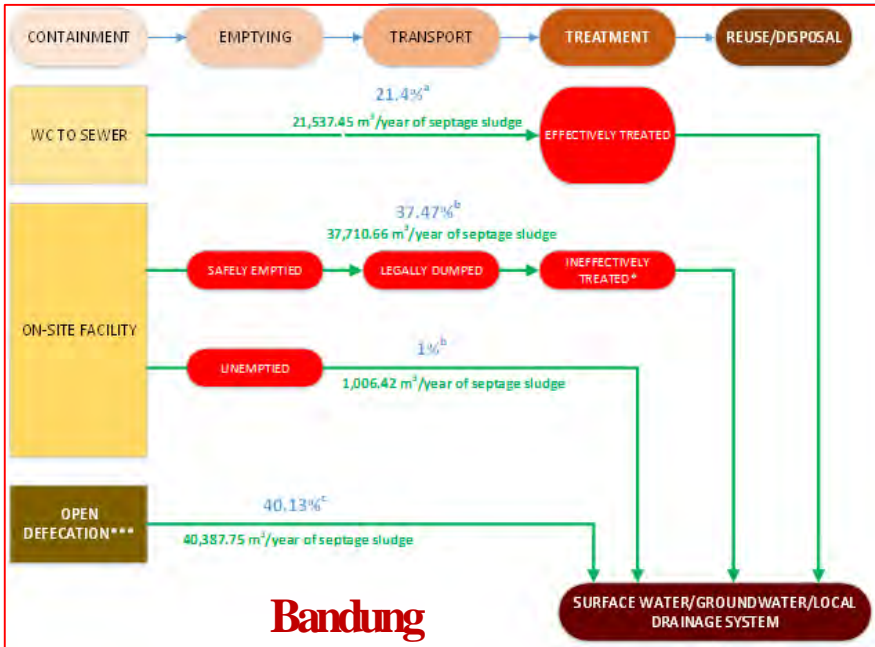 CONTAINMENT
EMPTYING
TRANSPORT
TREATMENT
REUSE/DISPOSAL
WC TO SEWER
21.4%ᵃ
21,537.45 m³/year of septage sludge
EFFECTIVELY TREATED
ON-SITE FACILITY
37.47%ᵇ
37,710.66 m³/year of septage sludge
SAFELY EMPTIED
LEGALLY DUMPED
INEFFECTIVELY
TREATED*
UNEMPTIED
1%ᵇ
1,006.42 m³/year of septage sludge
OPEN
DEFECATION***
40.13%ᶜ
40,387.75 m³/year of septage sludge
Bandung
SURFACE WATER/GROUNDWATER/LOCAL
DRAINAGE SYSTEM